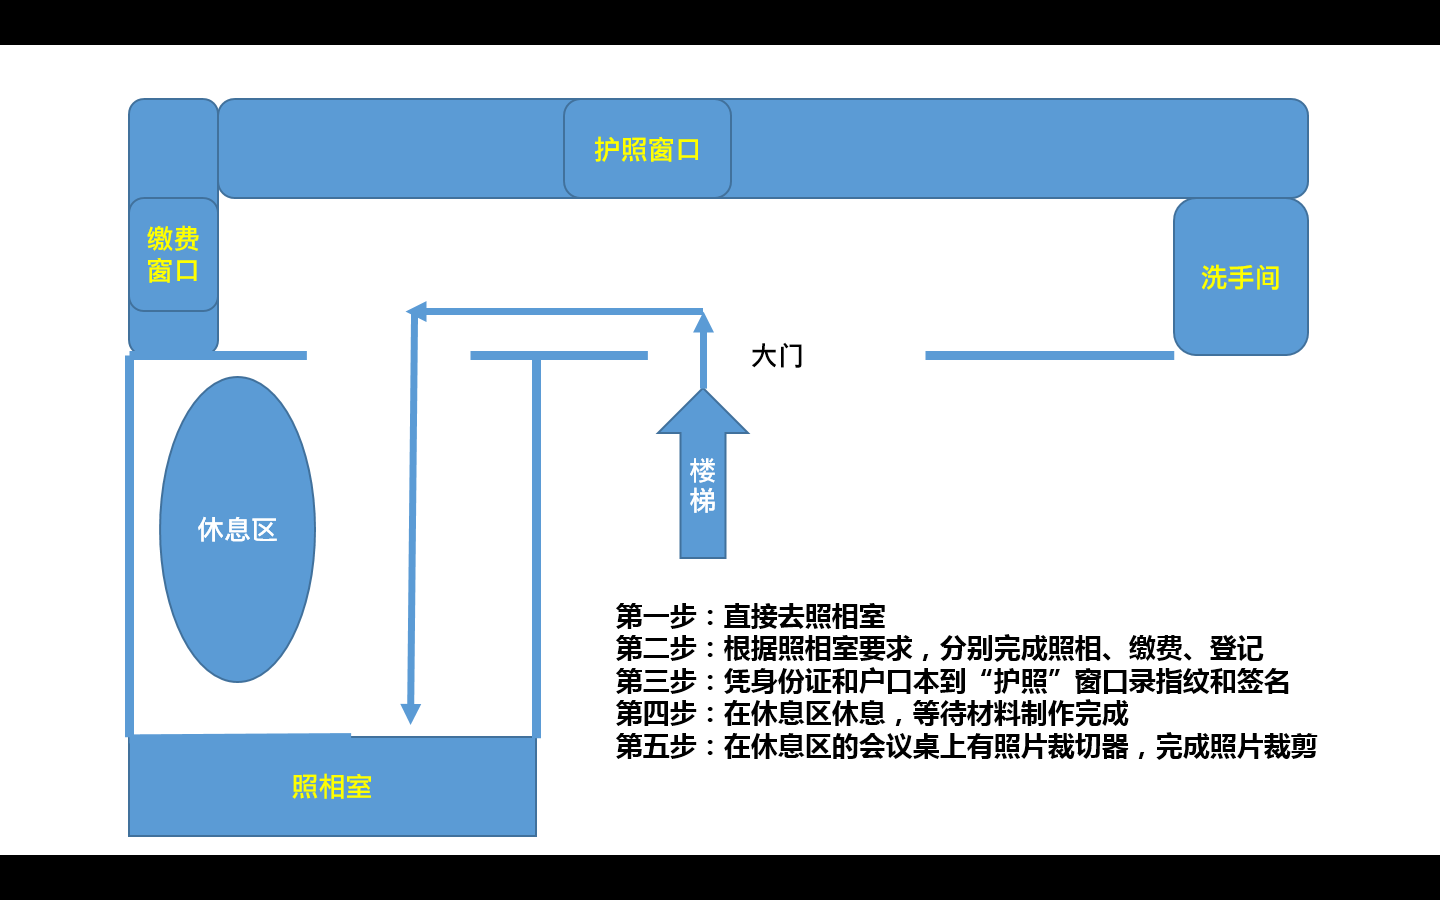 护照窗口
缴费
窗口
洗手间
大门
楼
梯
休息区
第一步：直接去照相室
第二步：根据照相室要求，分别完成照相、缴费、登记
第三步：凭身份证和户口本到“护照”窗口录指纹和签名
第四步：在休息区休息，等待材料制作完成
第五步：在休息区的会议桌上有照片裁切器，完成照片裁剪
照相室